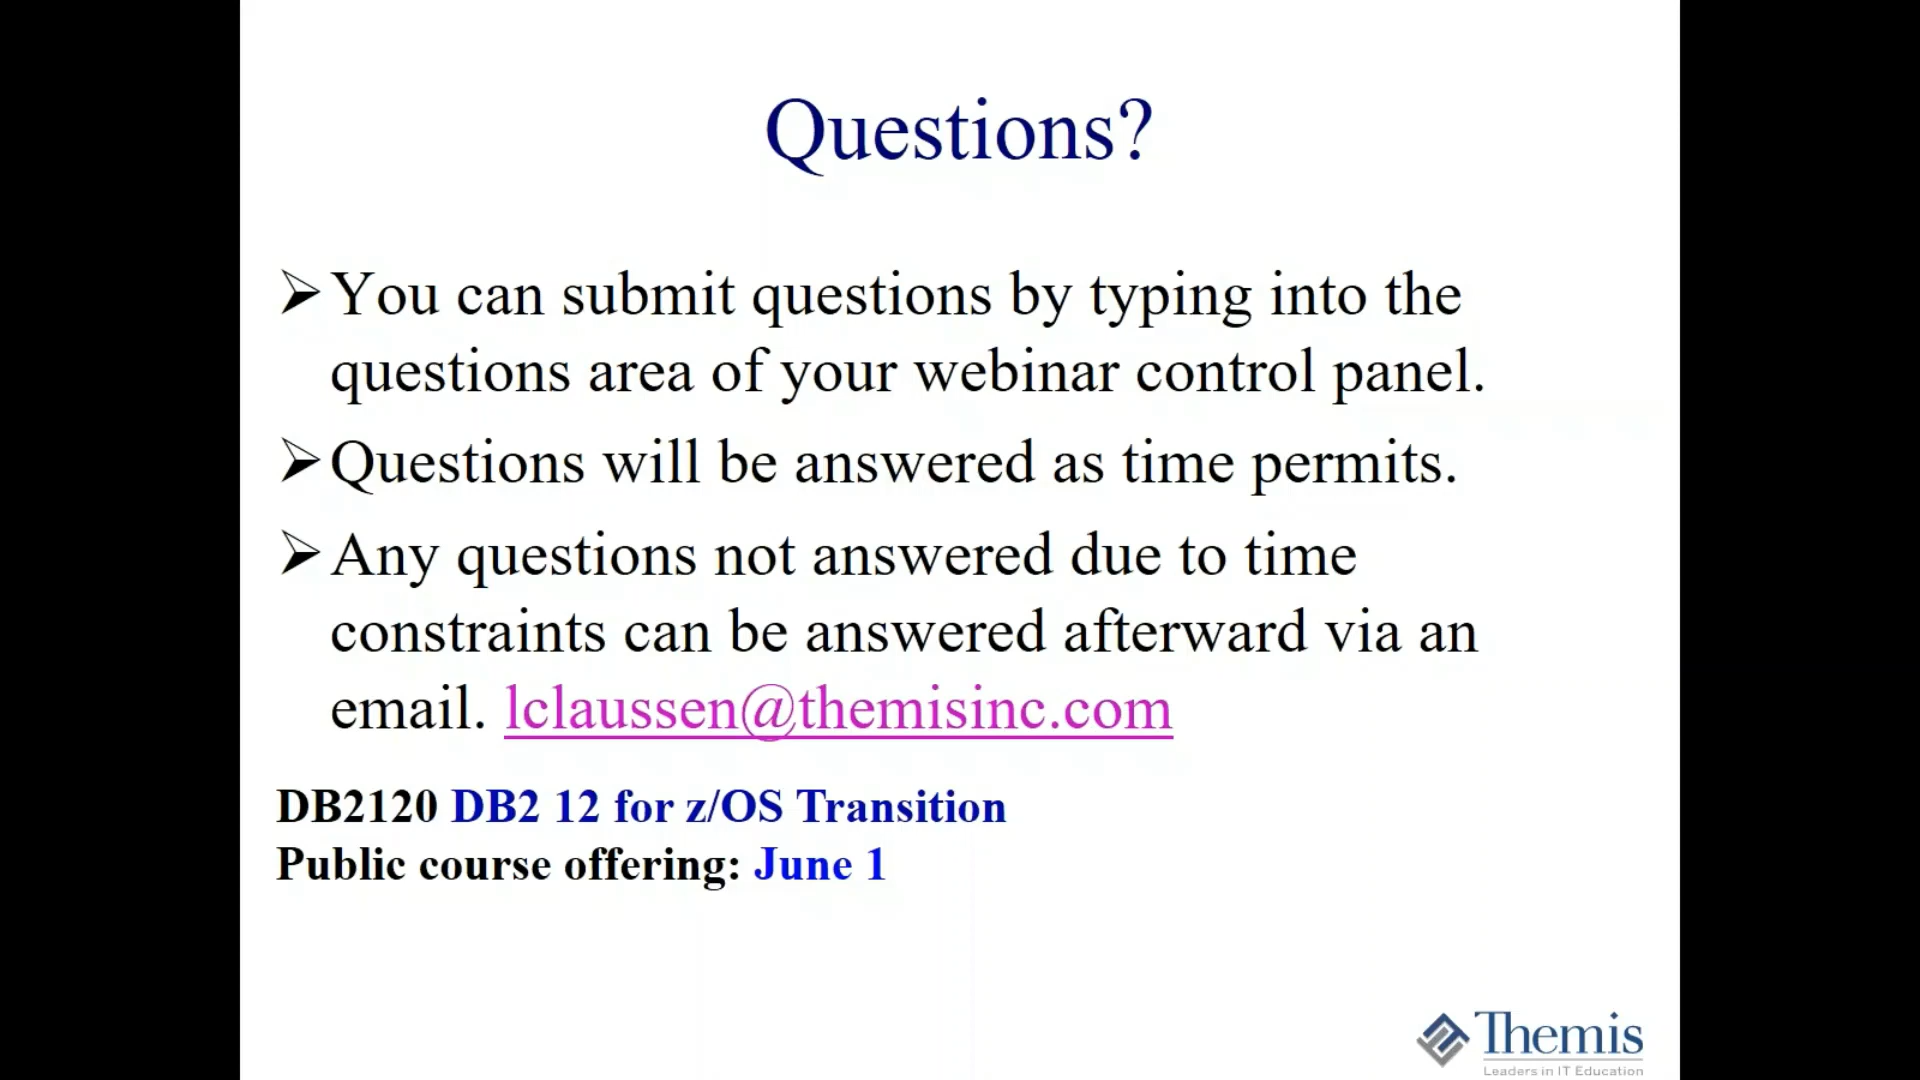 Questions?
➢ You can submit questions by typing into the
questions area of your webinar control panel.
➢ Questions will be answered as time permits.
➢ Any questions not answered due to time
constraints can be answered afterward via an
email. lclaussen@themisinc.com
DB2120 DB2 12 for z/OS Transition
Public course offering: June 1
Themis
Leaders in IT Education